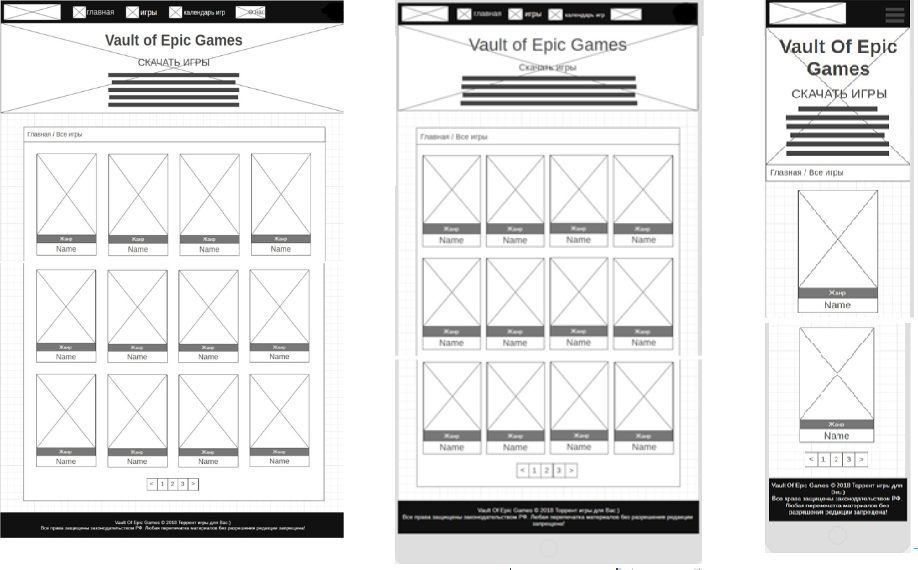 главная игры календарь игр О нас
Vault of Epic Games
СКАЧАТЬ ИГРЫ
Главная / Все игры
Жанр Жанр Жанр Жанр
Name Name Name Name
Жанр Жанр Жанр Жанр
Name Name Name Name
Жанр Жанр Жанр Жанр
Name Name Name Name
< 1 2 3 >
Vault Of Epic Games © 2018 Торрент игры для Вас:)
Все права защищены законодательством РФ. Любая перепечатка материалов без разрешения редакции запрещена!
главная игры календарь игр
Vault of Epic Games
Скачать игры
Главная / Все игры
Жанр Жанр Жанр Жанр
Name Name Name Name
Жанр Жанр Жанр Жанр
Name Name Name Name
Жанр Жанр Жанр Жанр
Name Name Name Name
< 1 2 3 >
Vault Of Epic Games © 2018 Торрент игры для Вас:)
Все права защищены законодательством РФ. Любая перепечатка материалов без разрешения редакции
запрещена!
Vault Of Epic
Games
СКАЧАТЬ ИГРЫ
Главная / Все игры
Жанр
Name
Жанр
Name
< 1 2 3 >
Vault Of Epic Games © 2018 Торрент игры для
Вас:)
Все права защищены законодательством РФ.
Любая перепечатка материалов без
разрешения редакции запрещена!